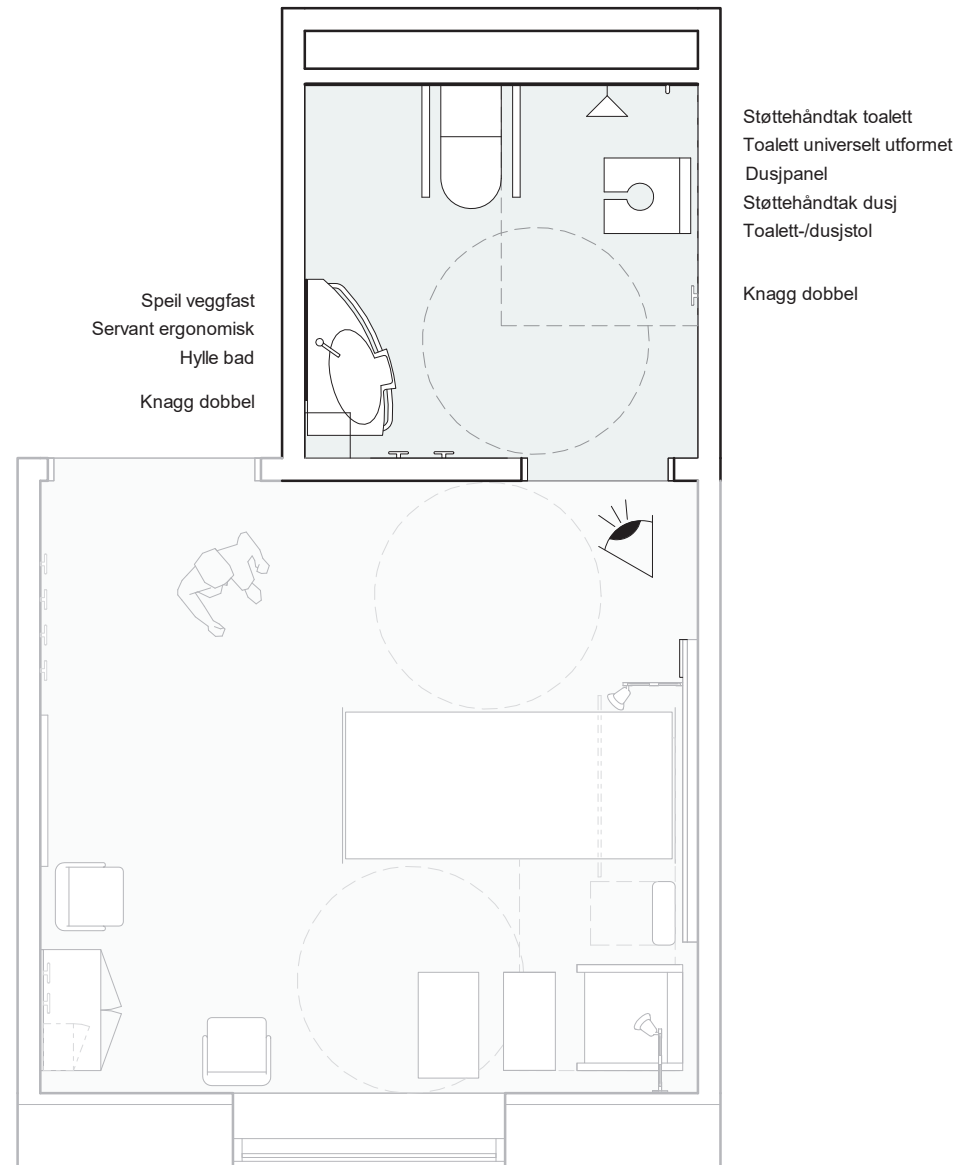 Støttehåndtak toalett
Toalett universelt utformet
Dusjpanel
Støttehåndtak dusj
Toalett-/dusjstol
Knagg dobbel
Speil veggfast
Servant ergonomisk
Hylle bad
Knagg dobbel